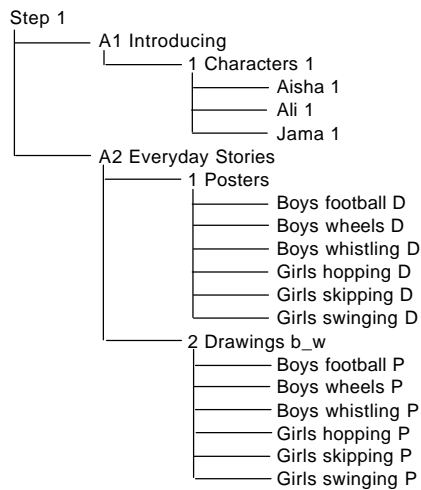 Step 1
A1 Introducing
1 Characters 1
Aisha 1
Ali 1
Jama 1
A2 Everyday Stories
1 Posters
Boys football D
Boys wheels D
Boys whistling D
Girls hopping D
Girls skipping D
Girls swinging D
2 Drawings b_w
Boys football P
Boys wheels P
Boys whistling P
Girls hopping P
Girls skipping P
Girls swinging P